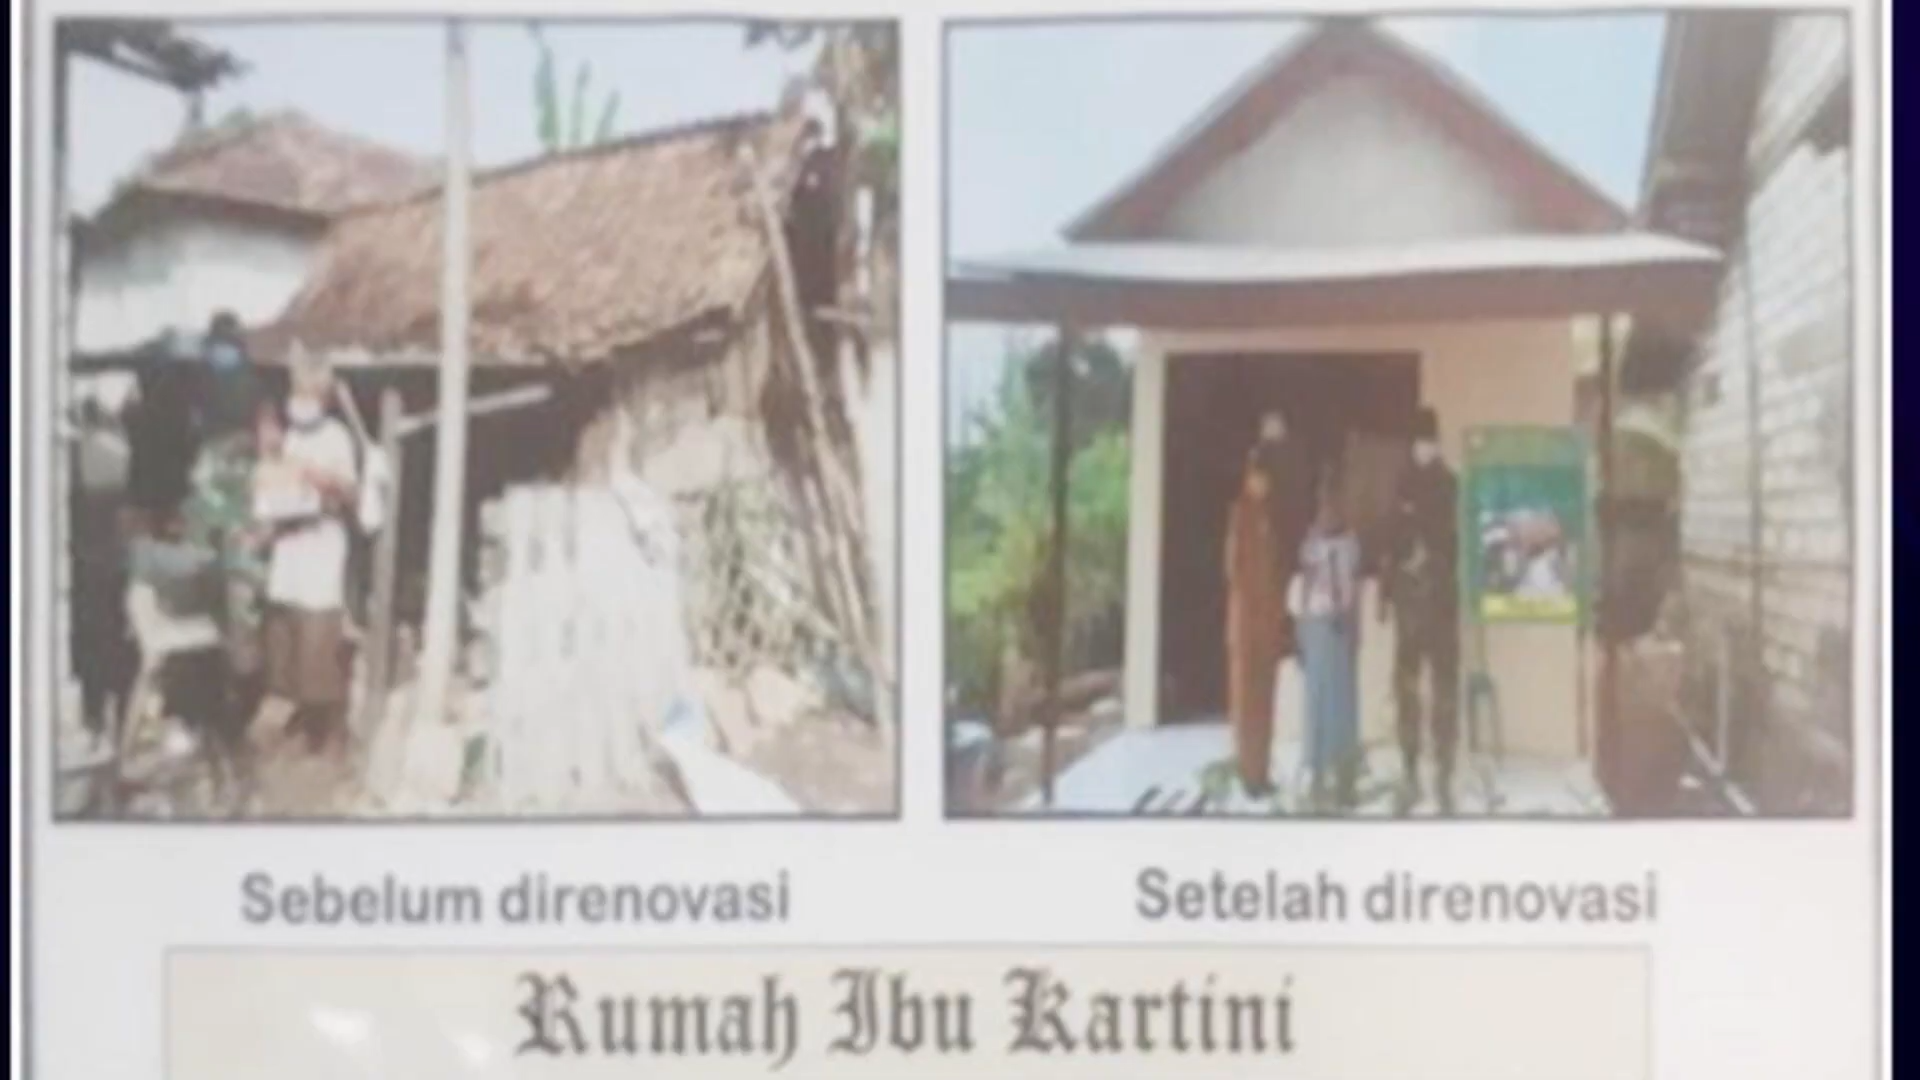 Sebelum direnovasi
Setelah direnovasi
Rumah Ibu Kartini